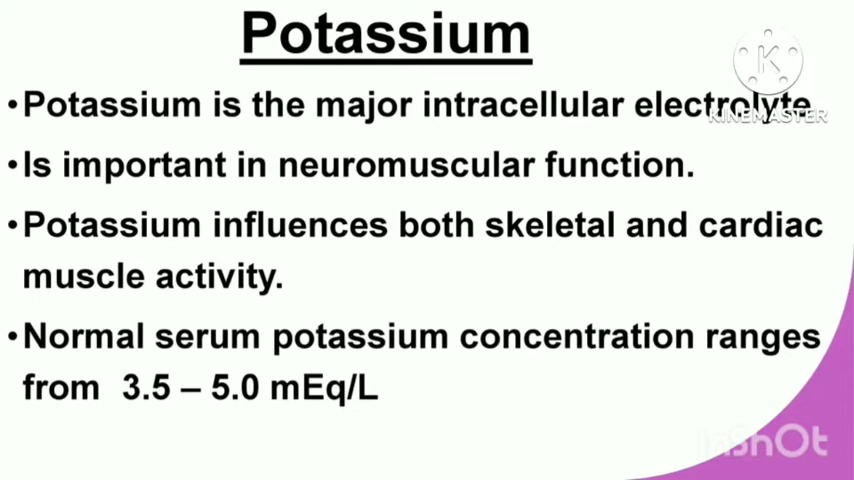 Potassium
•Potassium is the major intracellular electrolyte
•Is important in neuromuscular function.
•Potassium influences both skeletal and cardiac
muscle activity.
•Normal serum potassium concentration ranges
from 3.5 – 5.0 mEq/L
K
KINEMASTER
InShOt